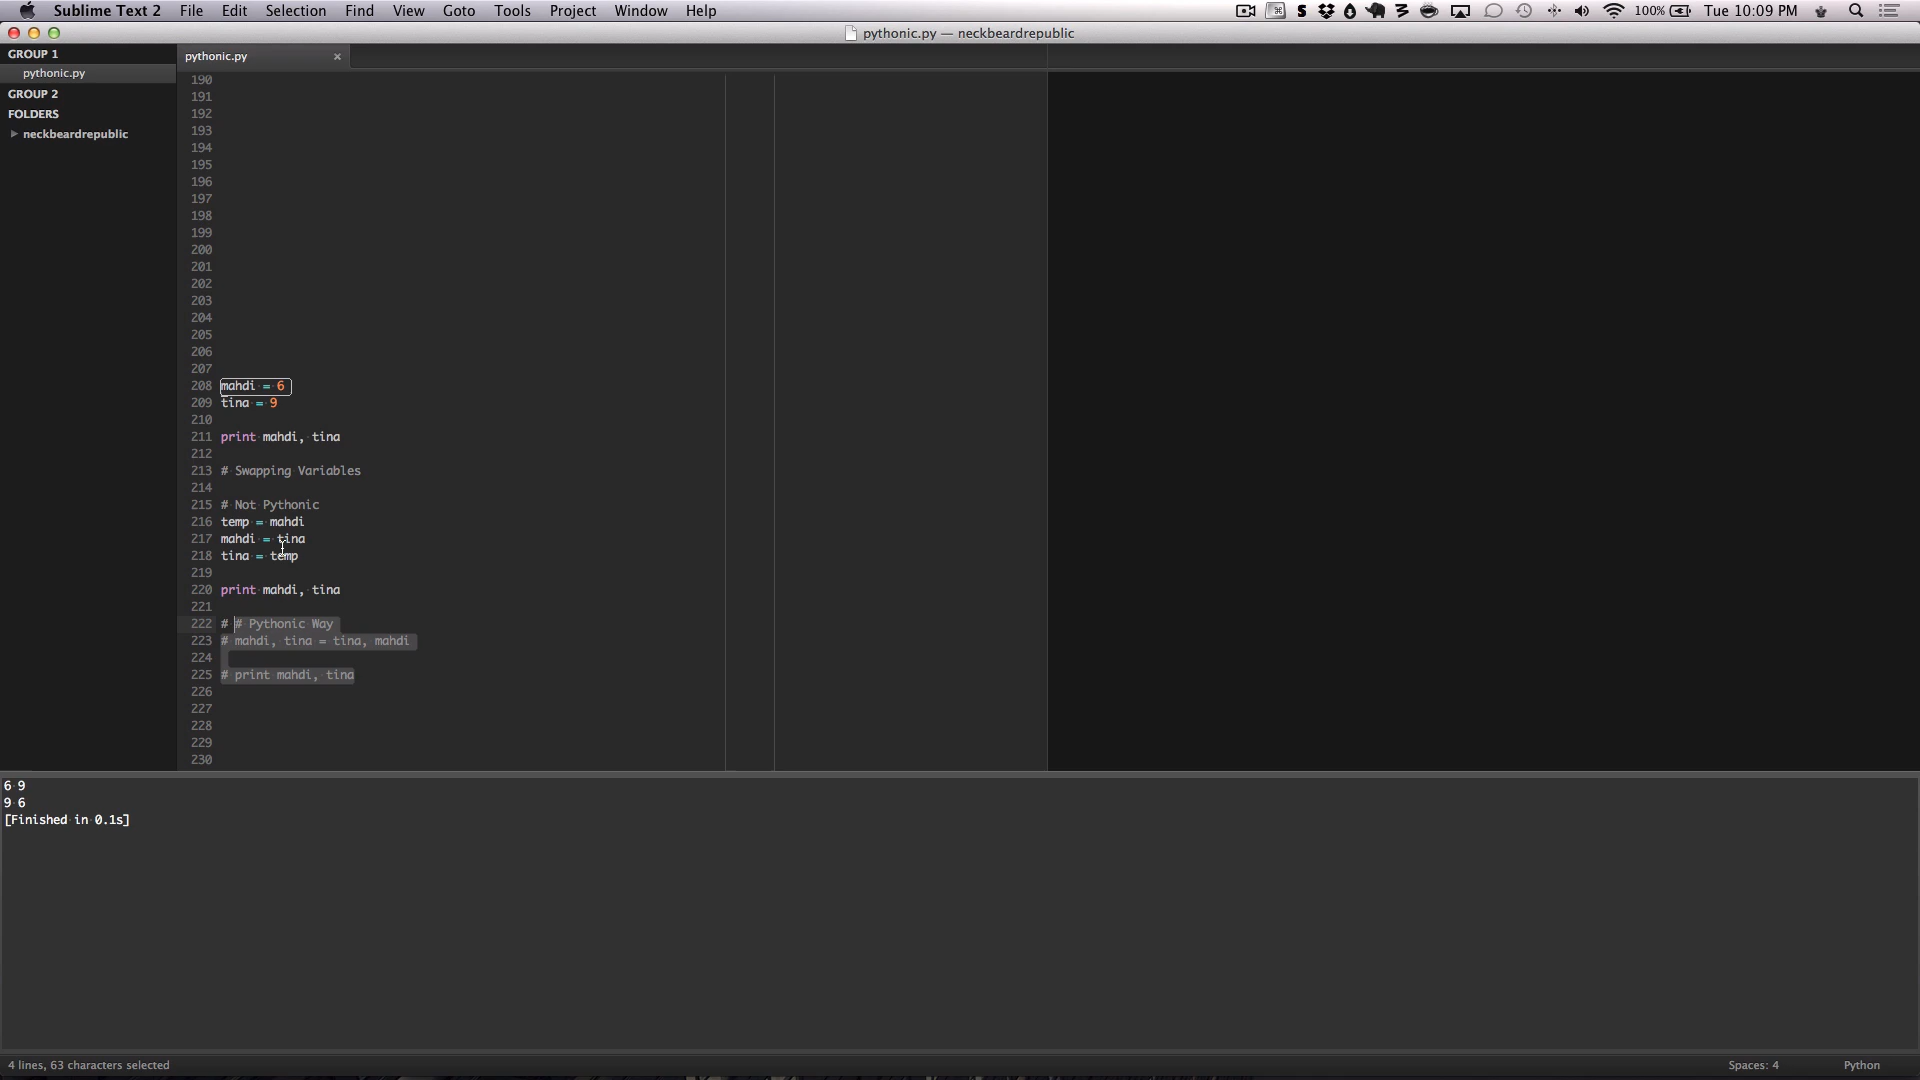 Sublime Text 2 File Edit Selection Find View Goto Tools Project Window Help 100% Tue 10:09 PM
pythonic.py — neckbeardrepublic
GROUP 1
pythonic.py
GROUP 2
FOLDERS
neckbeardrepublic
pythonic.py ×
190
191
192
193
194
195
196
197
198
199
200
201
202
203
204
205
206
207
208 mahdi = 6
209 tina = 9
210
211 print mahdi, tina
212
213 # Swapping Variables
214
215 # Not Pythonic
216 temp = mahdi
217 mahdi = tina
218 tina = temp
219
220 print mahdi, tina
221
222 # # Pythonic Way
223 # mahdi, tina = tina, mahdi
224
225 # print mahdi, tina
226
227
228
229
230
6 9
9 6
[Finished in 0.1s]
4 lines, 63 characters selected Spaces: 4 Python